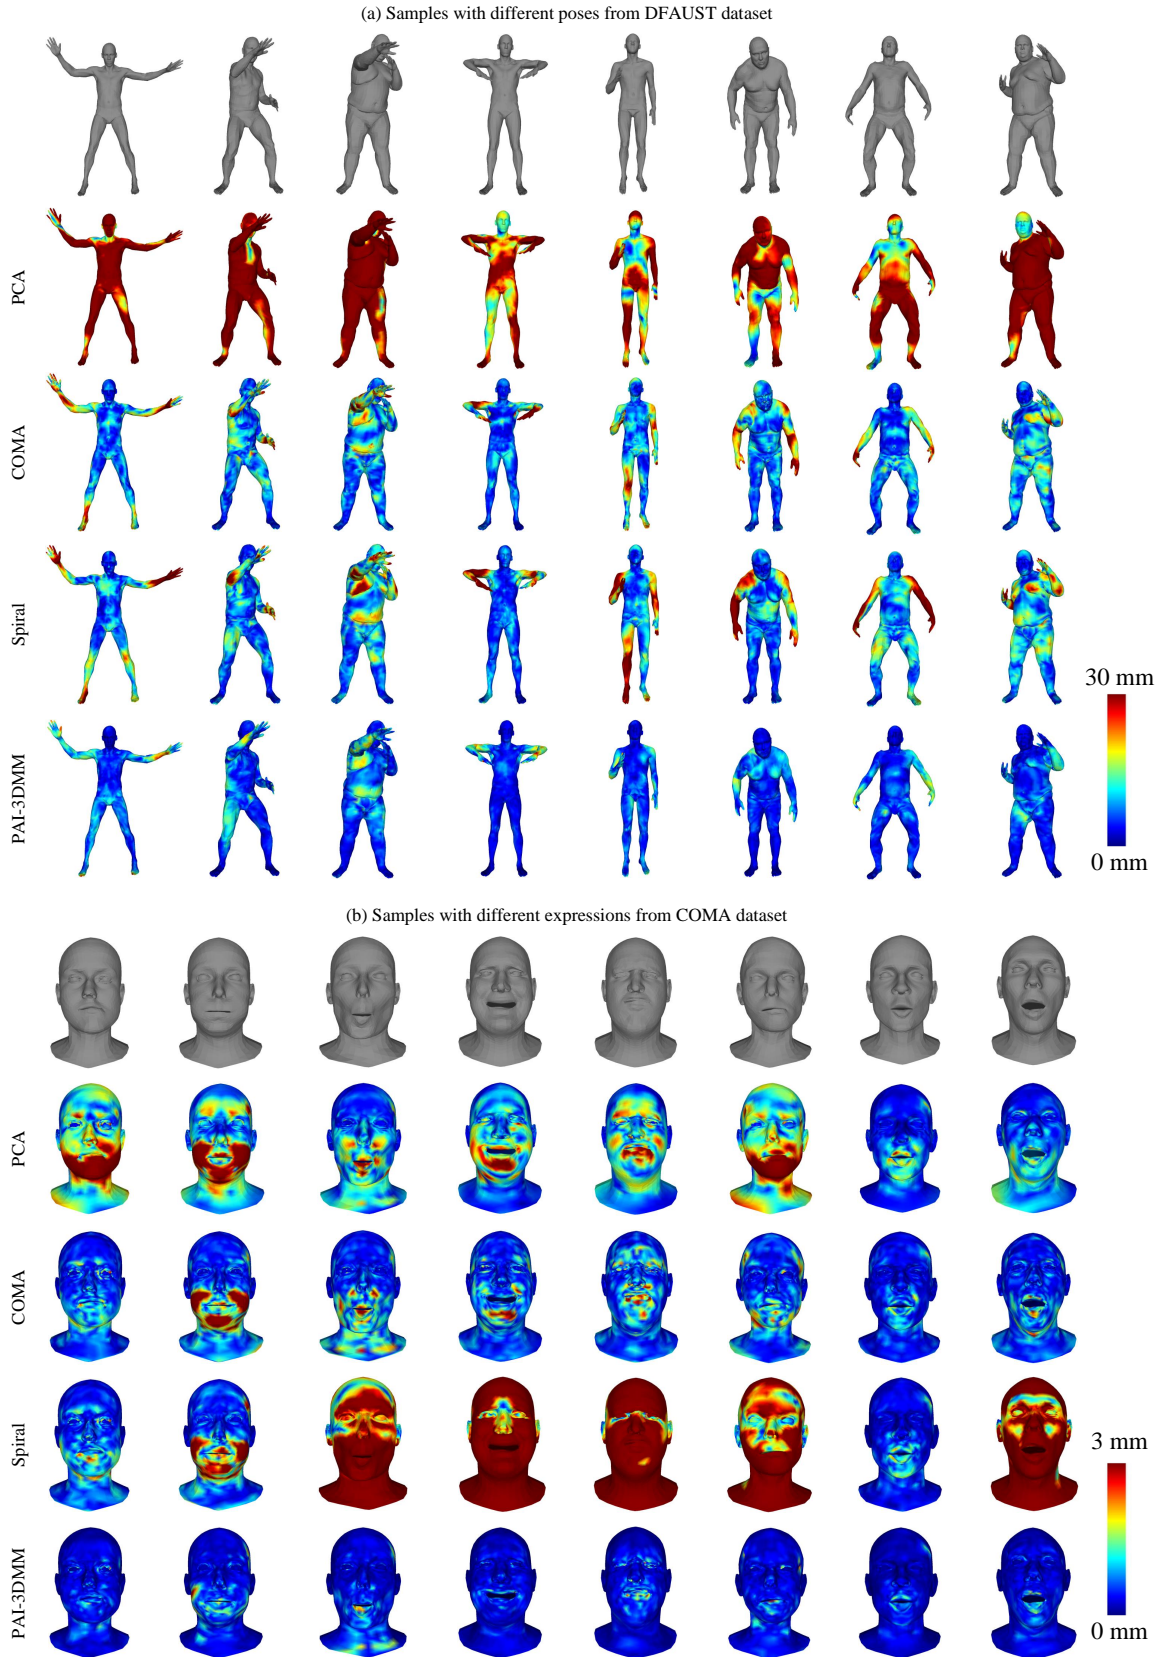 (a) Samples with different poses from DFAUST dataset
PCA
COMA
Spiral
PAI-3DMM
30 mm
0 mm
(b) Samples with different expressions from COMA dataset
PCA
COMA
Spiral
PAI-3DMM
3 mm
0 mm